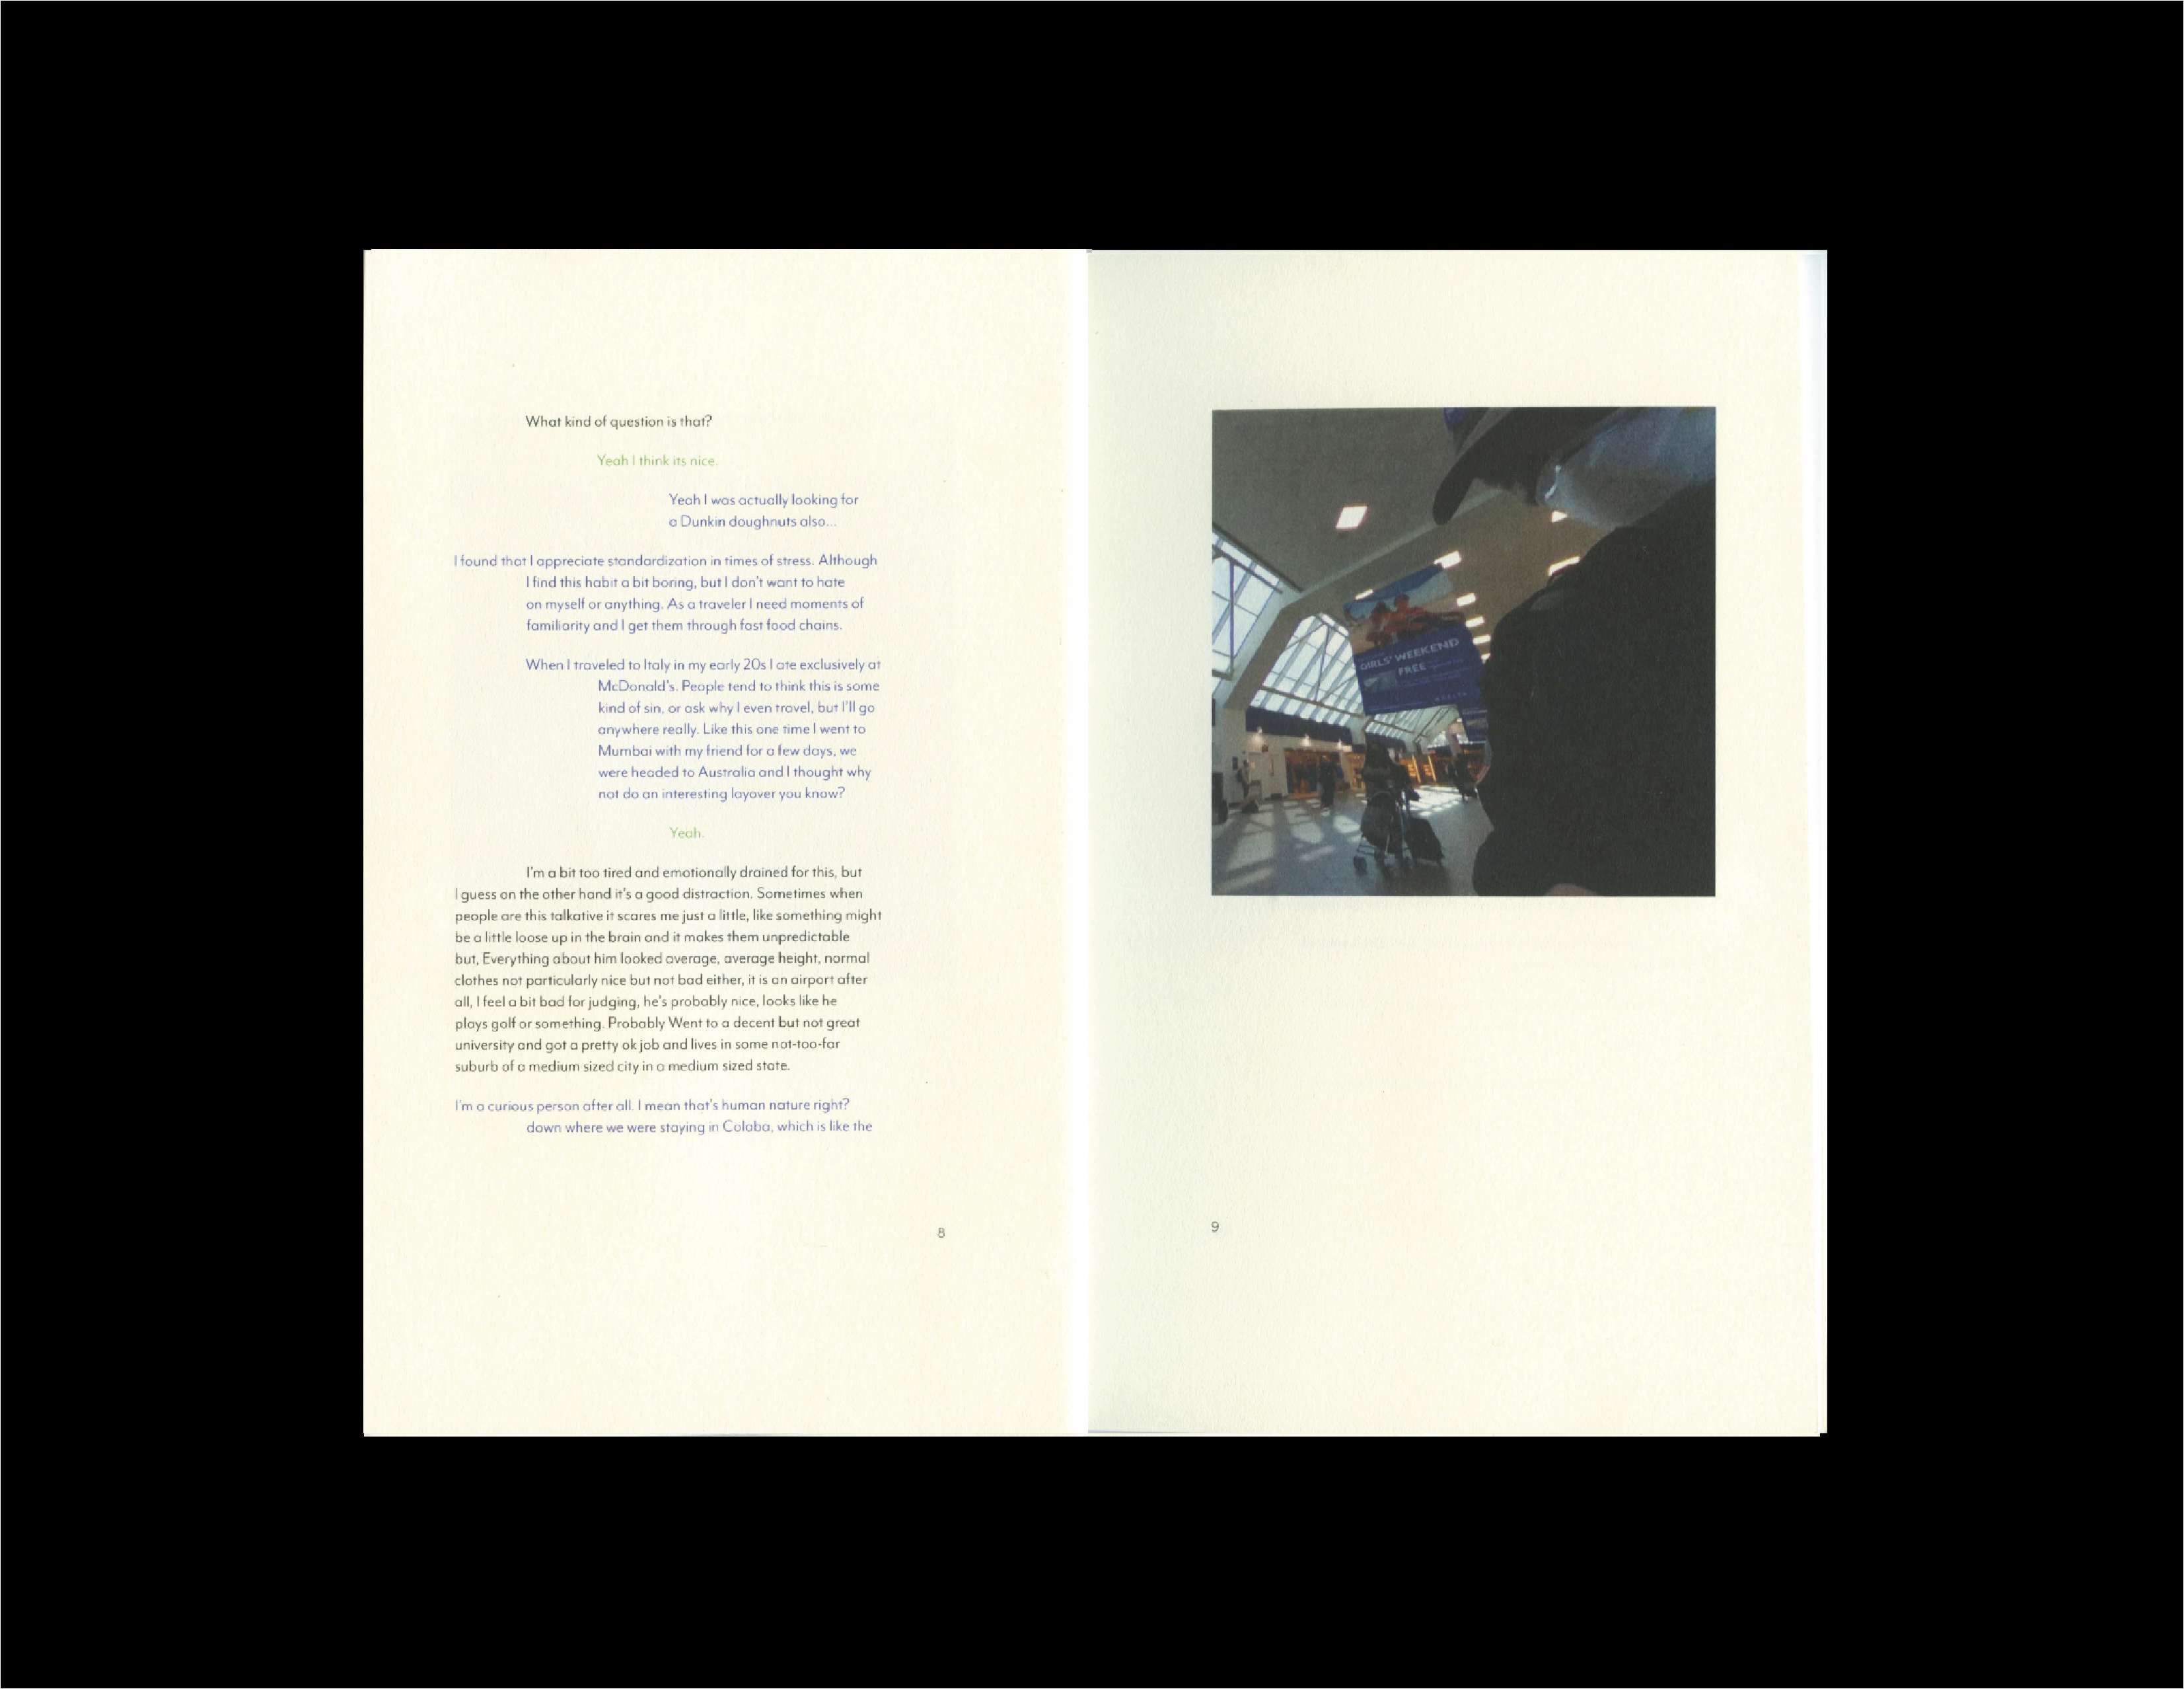 What kind of question is that?
Yeah I think its nice.
Yeah I was actually looking for
a Dunkin doughnuts also...
I found that I appreciate standardization in times of stress. Although
I find this habit a bit boring, but I don't want to hate
on myself or anything. As a traveler I need moments of
familiarity and I get them through fast food chains.
When I traveled to Italy in my early 20s I ate exclusively at
McDonald's. People tend to think this is some
kind of sin, or ask why I even travel, but I'll go
anywhere really. Like this one time I went to
Mumbai with my friend for a few days, we
were headed to Australia and I thought why
not do an interesting layover you know?
Yeah.
I'm a bit too tired and emotionally drained for this, but
I guess on the other hand it's a good distraction. Sometimes when
people are this talkative it scares me just a little, like something might
be a little loose up in the brain and it makes them unpredictable
but, Everything about him looked average, average height, normal
clothes not particularly nice but not bad either, it is an airport after
all, I feel a bit bad for judging, he's probably nice, looks like he
plays golf or something. Probably Went to a decent but not great
university and got a pretty ok job and lives in some not-too-far
suburb of a medium sized city in a medium sized state.
I'm a curious person after all. I mean that's human nature right?
down where we were staying in Colaba, which is like the
8
GIRLS' WEEKEND
FREE
9